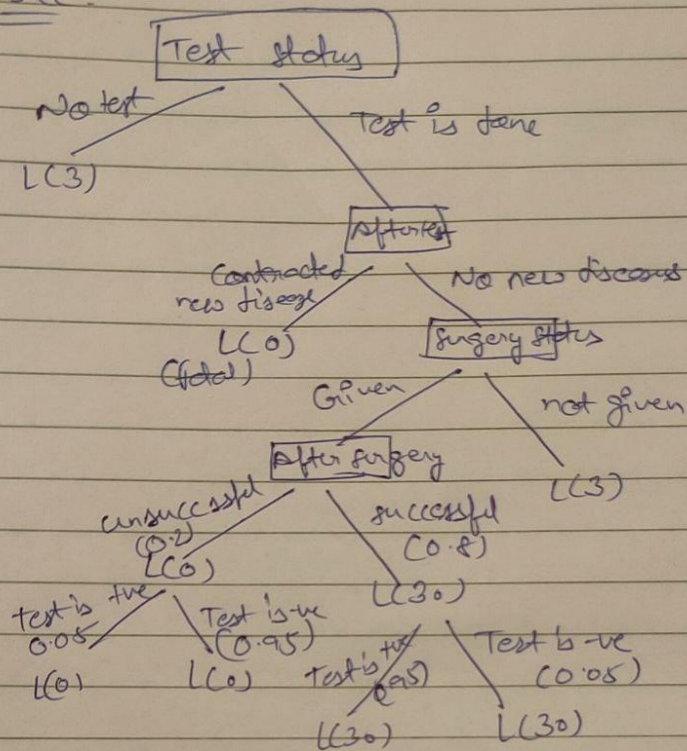 Test status
No test
Test is done
L(3)
After test
Contracted
new disease
No new diseases
L(0)
(fatal)
Surgery status
Given
not given
After surgery
L(3)
unsuccessful
(0.2)
successful
(0.8)
L(0)
L(30)
test is +ve
0.05
Test is -ve
(0.95)
test is +ve
(0.95)
Test is -ve
(0.05)
L(0)
L(0)
L(30)
L(30)